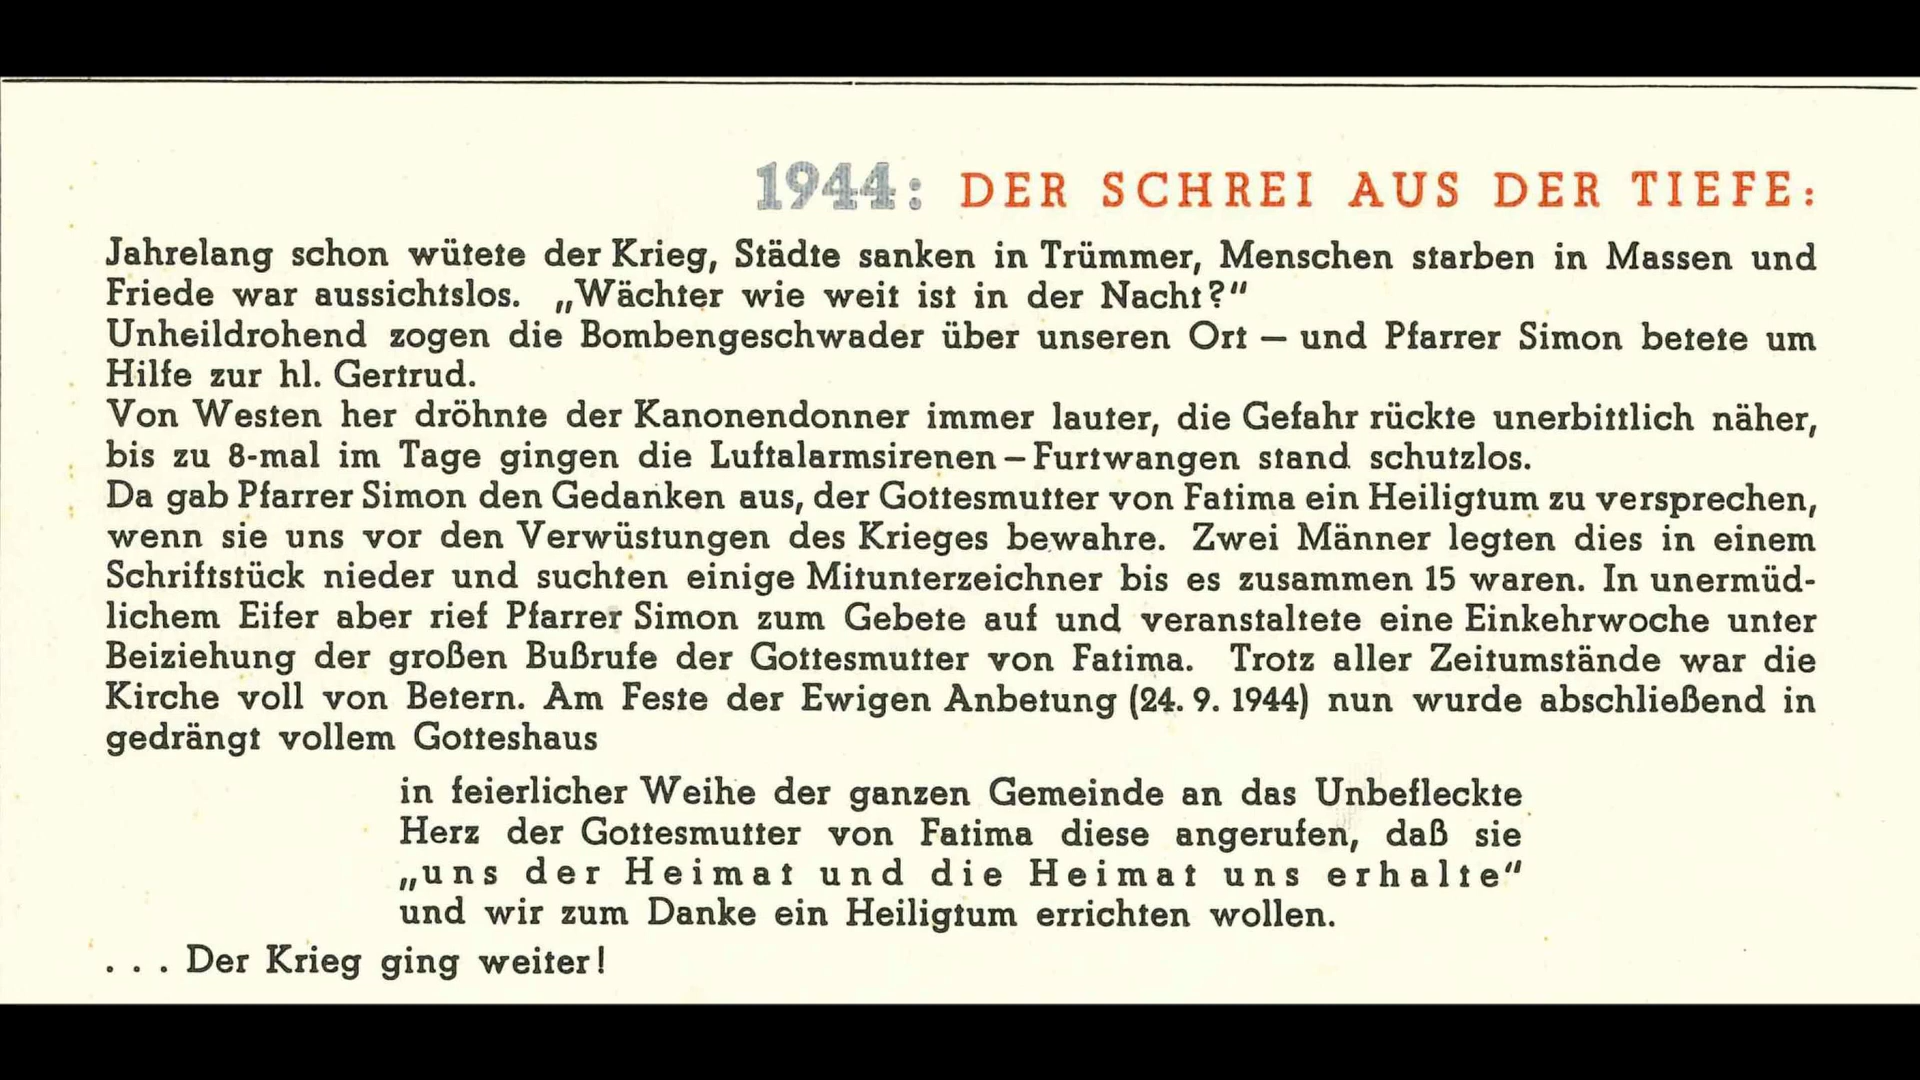 1944: DER SCHREI AUS DER TIEFE:
Jahrelang schon wütete der Krieg, Städte sanken in Trümmer, Menschen starben in Massen und
Friede war aussichtslos. „Wächter wie weit ist in der Nacht?“
Unheildrohend zogen die Bombengeschwader über unseren Ort – und Pfarrer Simon betete um
Hilfe zur hl. Gertrud.
Von Westen her dröhnte der Kanonendonner immer lauter, die Gefahr rückte unerbittlich näher,
bis zu 8-mal im Tage gingen die Luftalarmsirenen – Furtwangen stand schutzlos.
Da gab Pfarrer Simon den Gedanken aus, der Gottesmutter von Fatima ein Heiligtum zu versprechen,
wenn sie uns vor den Verwüstungen des Krieges bewahre. Zwei Männer legten dies in einem
Schriftstück nieder und suchten einige Mitunterzeichner bis es zusammen 15 waren. In unermüd-
lichem Eifer aber rief Pfarrer Simon zum Gebete auf und veranstaltete eine Einkehrwoche unter
Beiziehung der großen Bußrufe der Gottesmutter von Fatima. Trotz aller Zeitumstände war die
Kirche voll von Betern. Am Feste der Ewigen Anbetung (24. 9. 1944) nun wurde abschließend in
gedrängt vollem Gotteshaus
in feierlicher Weihe der ganzen Gemeinde an das Unbefleckte
Herz der Gottesmutter von Fatima diese angerufen, daß sie
„uns der Heimat und die Heimat uns erhalte“
und wir zum Danke ein Heiligtum errichten wollen.
. . . Der Krieg ging weiter!